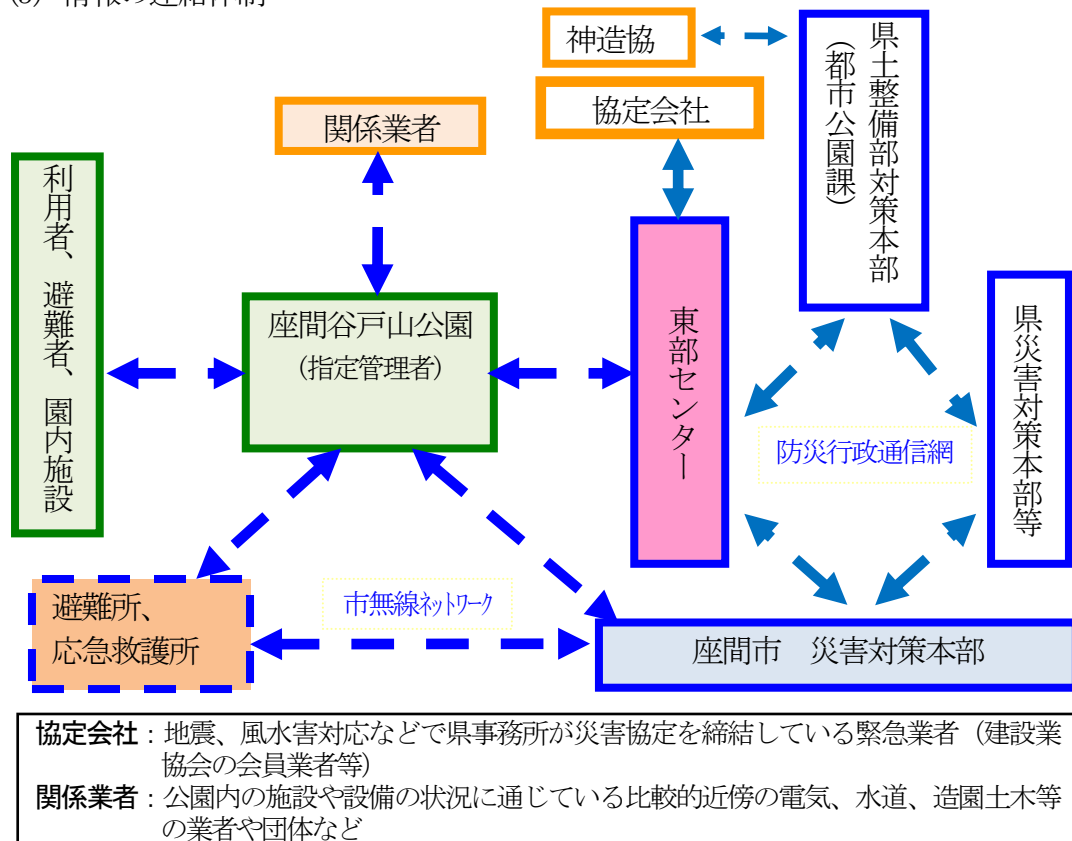 (3) 情報の連絡体制
神造協
県土整備部対策本部
(都市公園課)
協定会社
関係業者
利用者、避難者、園内施設
座間谷戸山公園
(指定管理者)
東部センター
県災害対策本部等
防災行政通信網
避難所、
応急救護所
市無線ネットワーク
座間市 災害対策本部
協定会社:地震、風水害対応などで県事務所が災害協定を締結している緊急業者(建設業
協会の会員業者等)
関係業者:公園内の施設や設備の状況に通じている比較的近傍の電気、水道、造園土木等
の業者や団体など